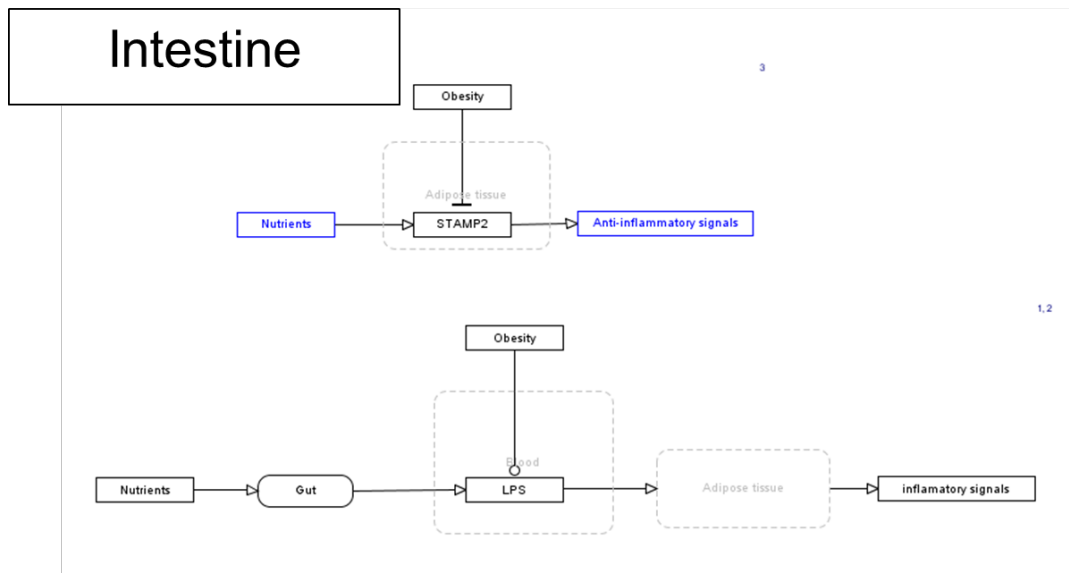 Intestine
3
Obesity
Adipose tissue
Nutrients
STAMP2
Anti-inflammatory signals
1, 2
Obesity
Blood
Nutrients
Gut
LPS
Adipose tissue
inflamatory signals